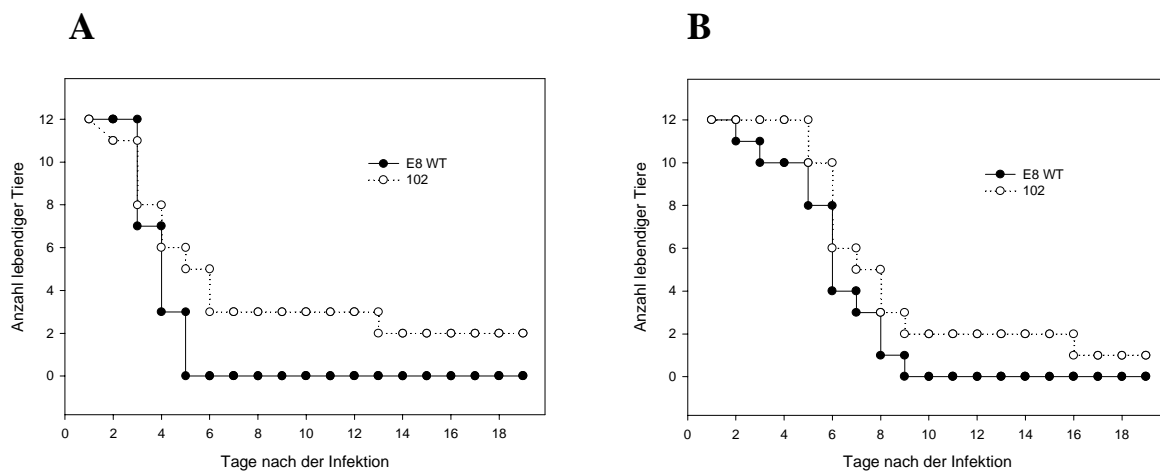 A
Anzahl lebendiger Tiere
12
10
8
6
4
2
0
E8 WT
102
0 2 4 6 8 10 12 14 16 18
Tage nach der Infektion
B
Anzahl lebendiger Tiere
12
10
8
6
4
2
0
E8 WT
102
0 2 4 6 8 10 12 14 16 18
Tage nach der Infektion